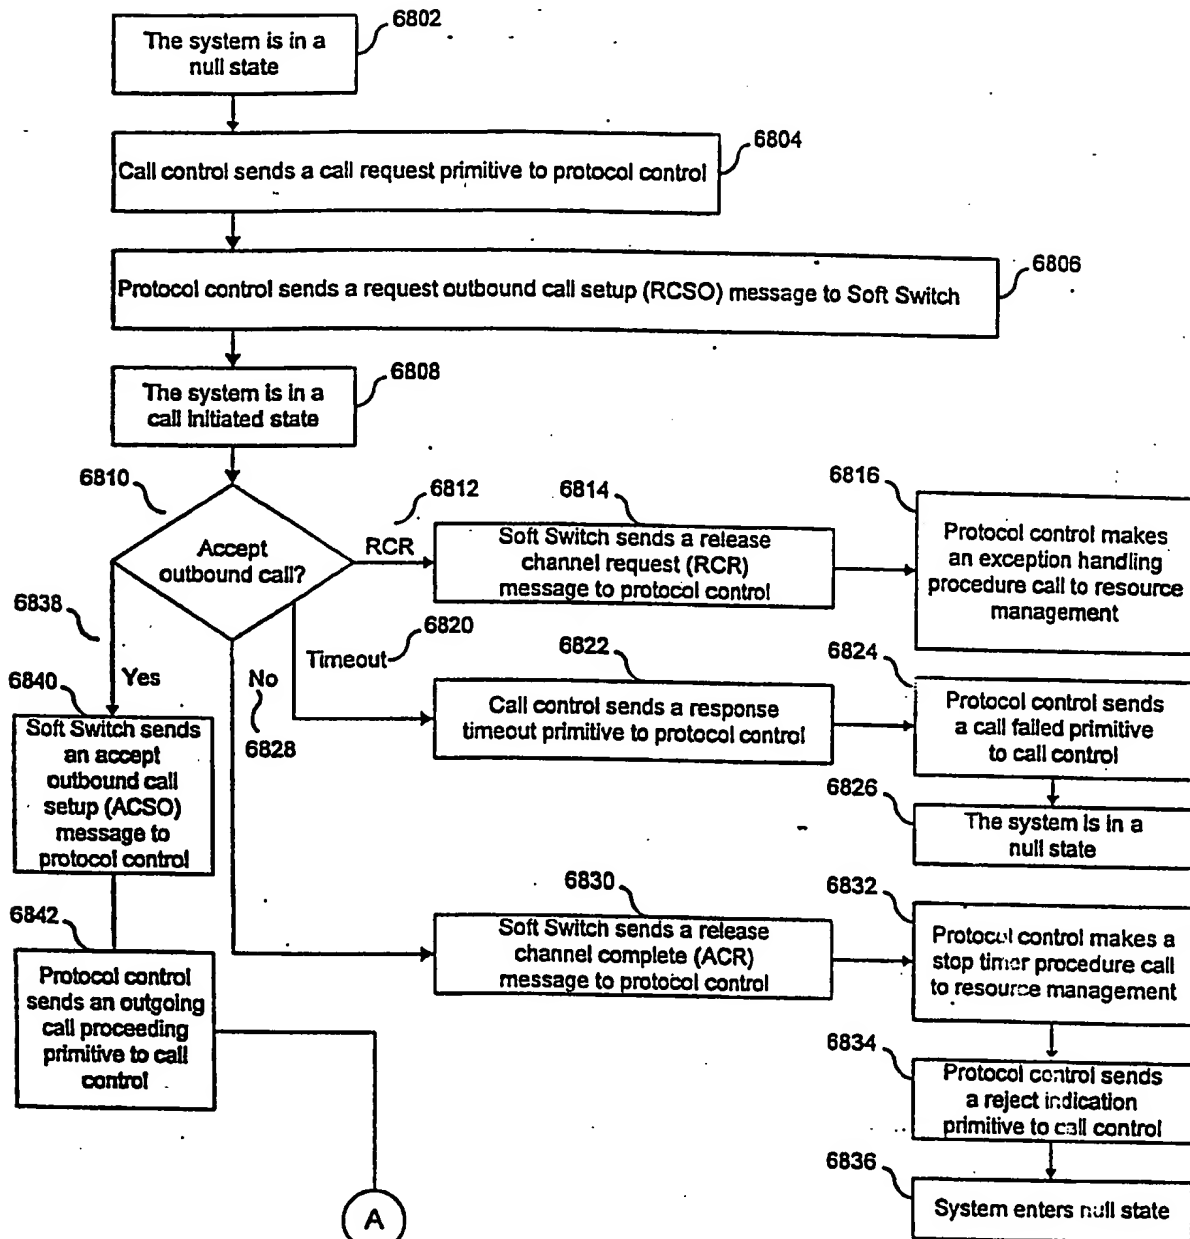 6802
The system is in a
null state
6804
Call control sends a call request primitive to protocol control
6806
Protocol control sends a request outbound call setup (RCSO) message to Soft Switch
6808
The system is in a
call initiated state
6810
Accept
outbound call?
6812
RCR
6814
Soft Switch sends a release
channel request (RCR)
message to protocol control
6816
Protocol control makes
an exception handling
procedure call to resource
management
6820
Timeout
6822
Call control sends a response
timeout primitive to protocol control
6824
Protocol control sends
a call failed primitive
to call control
6826
The system is in a
null state
No
6828
6830
Soft Switch sends a release
channel complete (ACR)
message to protocol control
6832
Protocol control makes a
stop timer procedure call
to resource management
6834
Protocol control sends
a reject indication
primitive to call control
6836
System enters null state
6838
Yes
6840
Soft Switch sends
an accept
outbound call
setup (ACSO)
message to
protocol control
6842
Protocol control
sends an outgoing
call proceeding
primitive to call
control
A